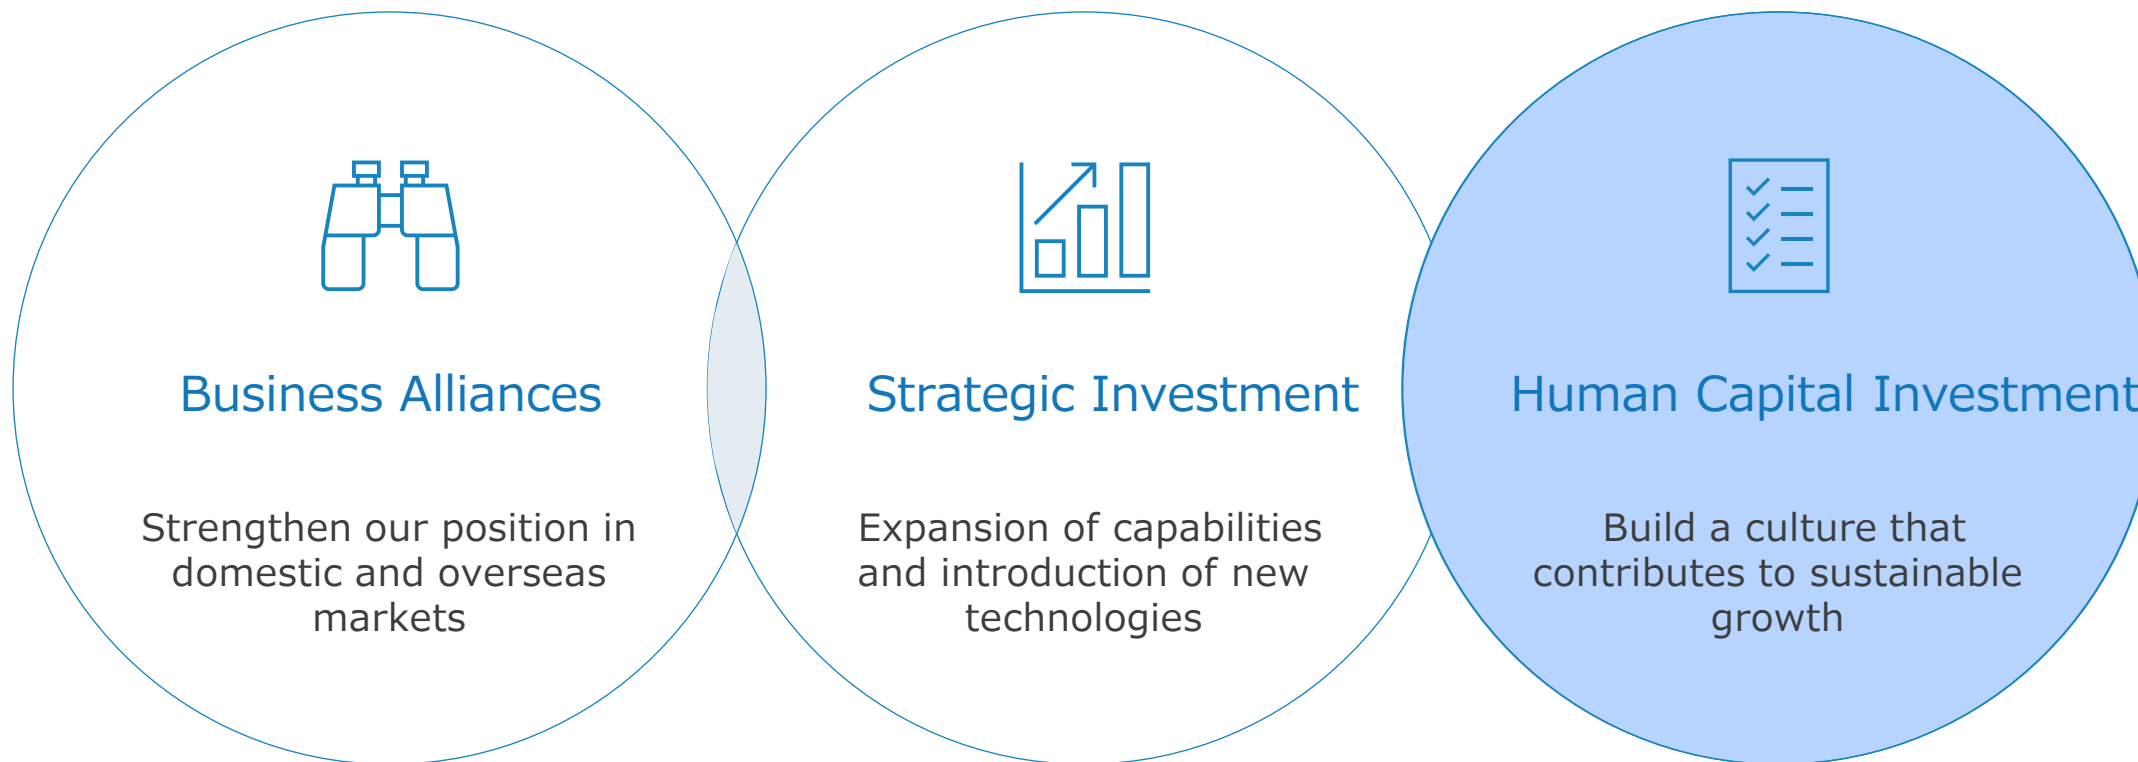 Business Alliances
Strengthen our position in
domestic and overseas
markets
Strategic Investment
Expansion of capabilities
and introduction of new
technologies
Human Capital Investment
Build a culture that
contributes to sustainable
growth